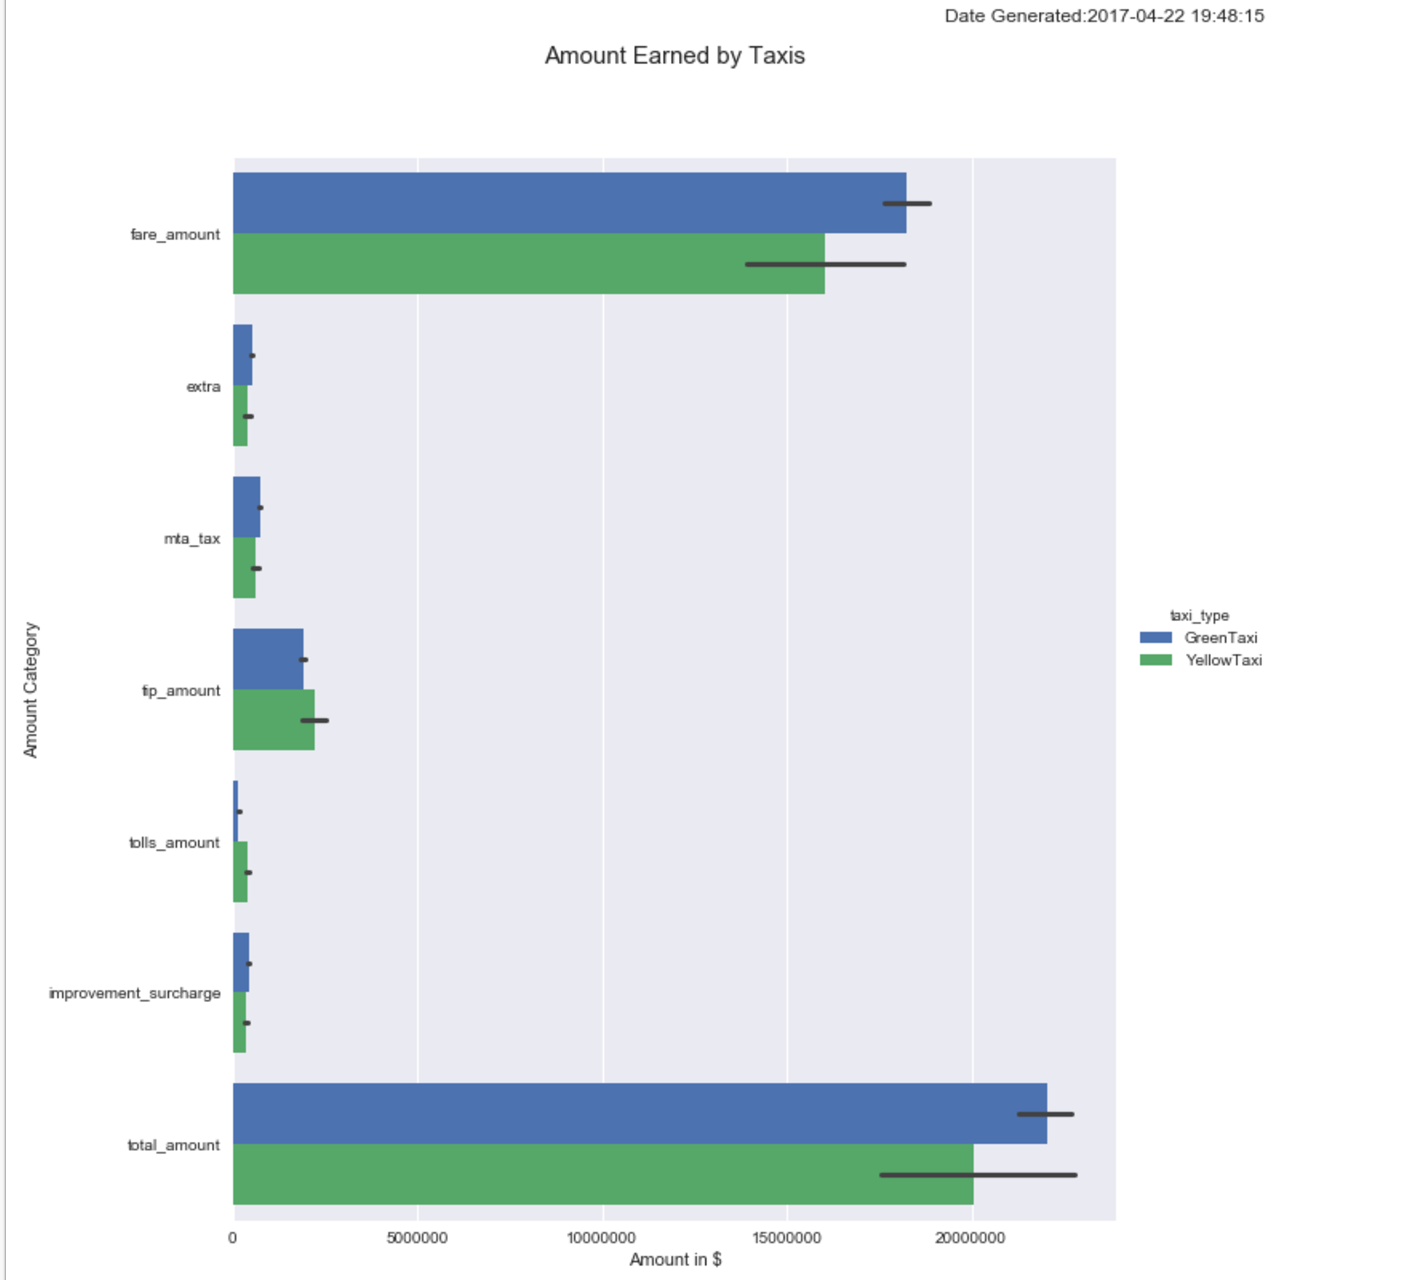 Date Generated:2017-04-22 19:48:15
Amount Earned by Taxis
fare_amount
extra
mta_tax
tip_amount
tolls_amount
improvement_surcharge
total_amount
Amount Category
0 5000000 10000000 15000000 20000000
Amount in $
taxi_type
GreenTaxi
YellowTaxi